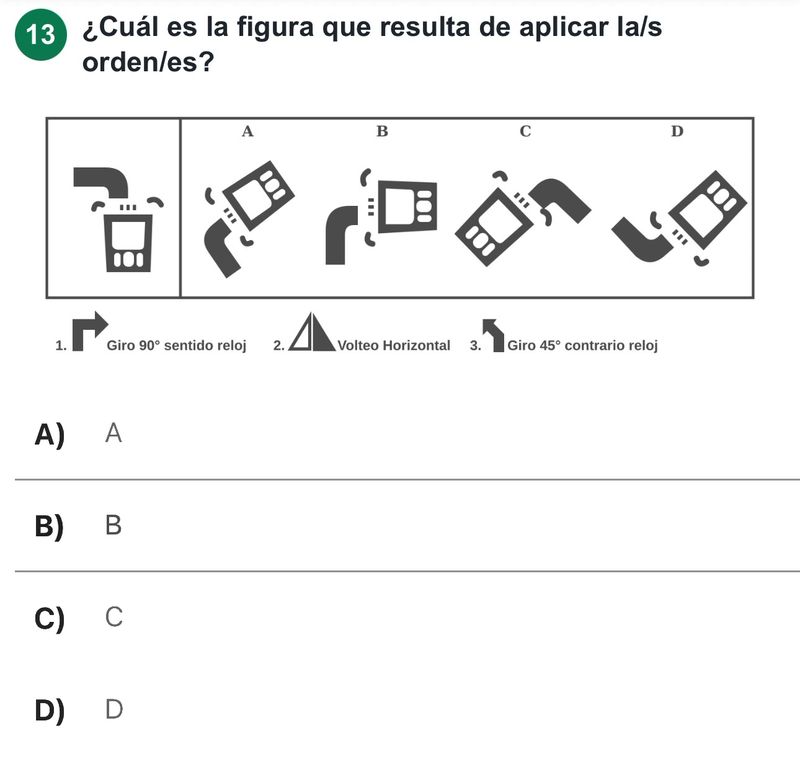 13 ¿Cuál es la figura que resulta de aplicar la/s
orden/es?
A B C D
1. Giro 90° sentido reloj 2. Volteo Horizontal 3. Giro 45° contrario reloj
A) A
B) B
C) C
D) D